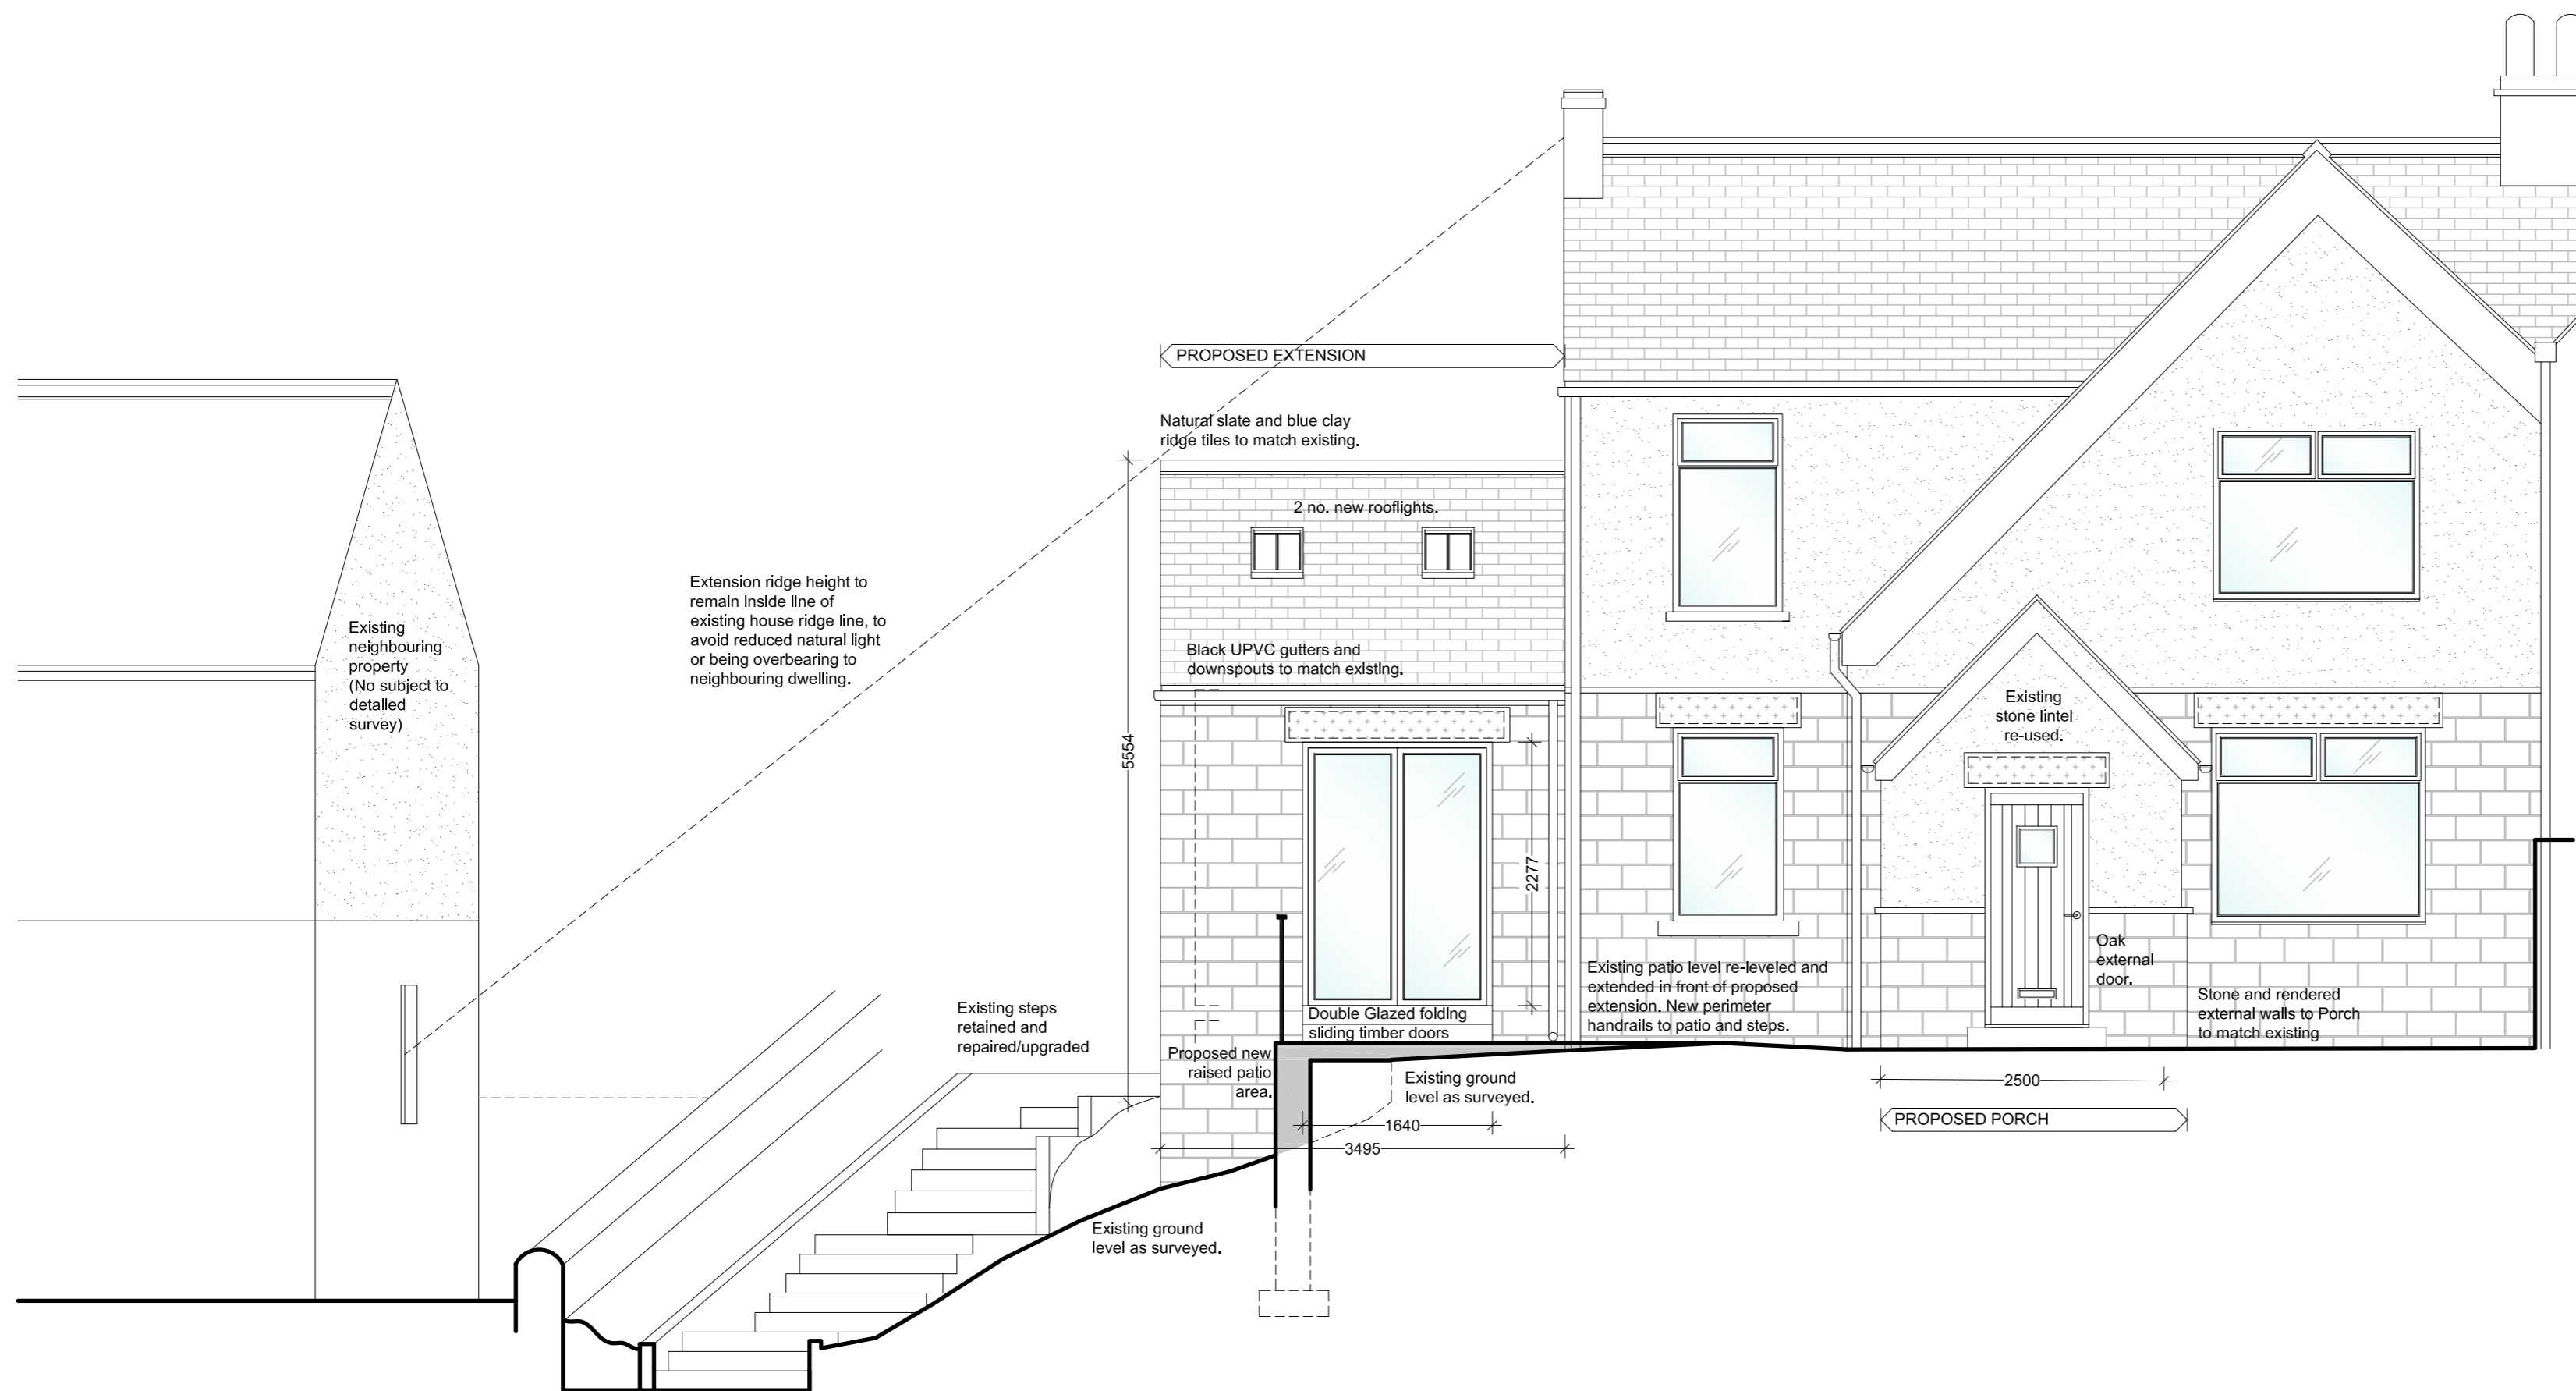 PROPOSED EXTENSION
Natural slate and blue clay
ridge tiles to match existing.
2 no. new rooflights.
Extension ridge height to
remain inside line of
existing house ridge line, to
avoid reduced natural light
or being overbearing to
neighbouring dwelling.
Existing
neighbouring
property
(No subject to
detailed
survey)
Black UPVC gutters and
downspouts to match existing.
5554
2277
Existing
stone lintel
re-used.
Oak
external
door.
Existing patio level re-leveled and
extended in front of proposed
extension. New perimeter
handrails to patio and steps.
Stone and rendered
external walls to Porch
to match existing
Existing steps
retained and
repaired/upgraded
Double Glazed folding
sliding timber doors
Proposed new
raised patio
area.
Existing ground
level as surveyed.
2500
PROPOSED PORCH
1640
3495
Existing ground
level as surveyed.